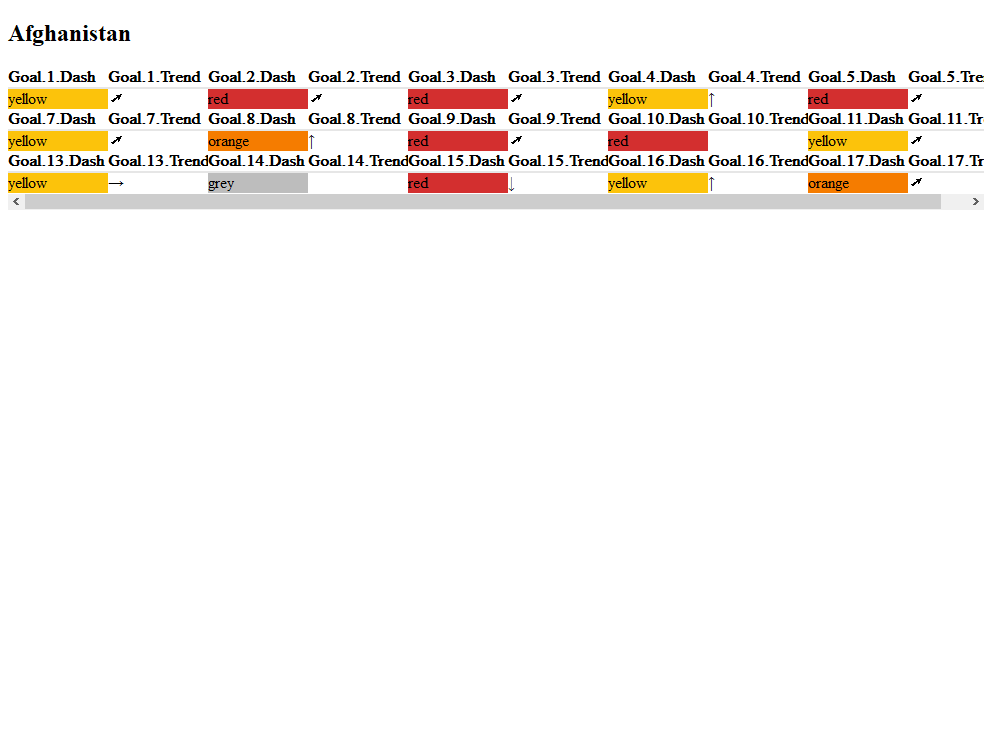 Afghanistan
Goal.1.Dash Goal.1.Trend Goal.2.Dash Goal.2.Trend Goal.3.Dash Goal.3.Trend Goal.4.Dash Goal.4.Trend Goal.5.Dash Goal.5.Tre
yellow ➚ red ➚ red ➚ yellow ↑ red ➚
Goal.7.Dash Goal.7.Trend Goal.8.Dash Goal.8.Trend Goal.9.Dash Goal.9.Trend Goal.10.Dash Goal.10.Trend Goal.11.Dash Goal.11.Tr
yellow ➚ orange ↑ red ➚ red yellow ➚
Goal.13.Dash Goal.13.Trend Goal.14.Dash Goal.14.Trend Goal.15.Dash Goal.15.Trend Goal.16.Dash Goal.16.Trend Goal.17.Dash Goal.17.Tr
yellow → grey red ↓ yellow ↑ orange ➚